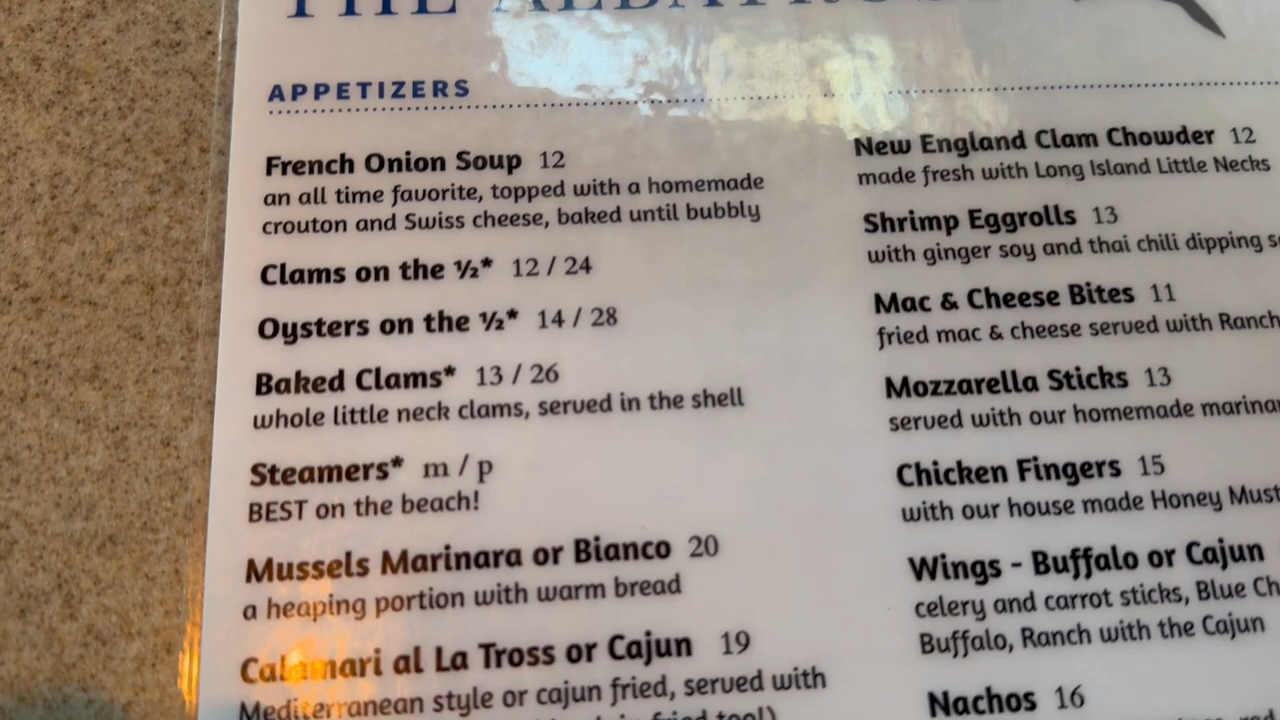 THE ALBATROSS
APPETIZERS
French Onion Soup 12
an all time favorite, topped with a homemade
crouton and Swiss cheese, baked until bubbly
Clams on the ½* 12 / 24
Oysters on the ½* 14 / 28
Baked Clams* 13 / 26
whole little neck clams, served in the shell
Steamers* m / p
BEST on the beach!
Mussels Marinara or Bianco 20
a heaping portion with warm bread
Calamari al La Tross or Cajun 19
Mediterranean style or cajun fried, served with
fried too!)
New England Clam Chowder 12
made fresh with Long Island Little Necks
Shrimp Eggrolls 13
with ginger soy and thai chili dipping
Mac & Cheese Bites 11
fried mac & cheese served with Ranch
Mozzarella Sticks 13
served with our homemade
Chicken Fingers 15
with our house made Honey
Wings - Buffalo or Cajun
celery and carrot sticks, Blue
Buffalo, Ranch with the Cajun
Nachos 16